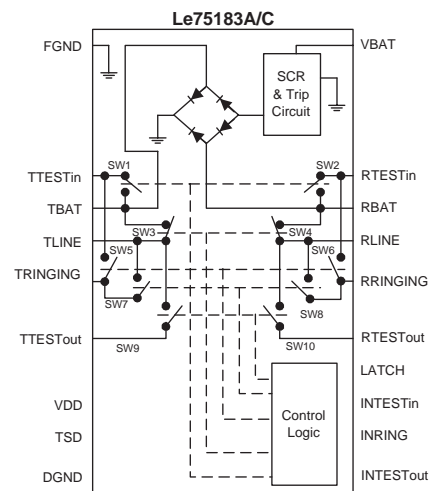 Le75183A/C
FGND
VBAT
SCR
& Trip
Circuit
TTESTin
SW1
SW2
RTESTin
TBAT
RBAT
SW3
SW4
TLINE
SW5
SW6
RLINE
TRINGING
RRINGING
SW7
SW8
TTESTout
SW9
SW10
RTESTout
LATCH
VDD
INTESTin
Control
Logic
TSD
INRING
DGND
INTESTout